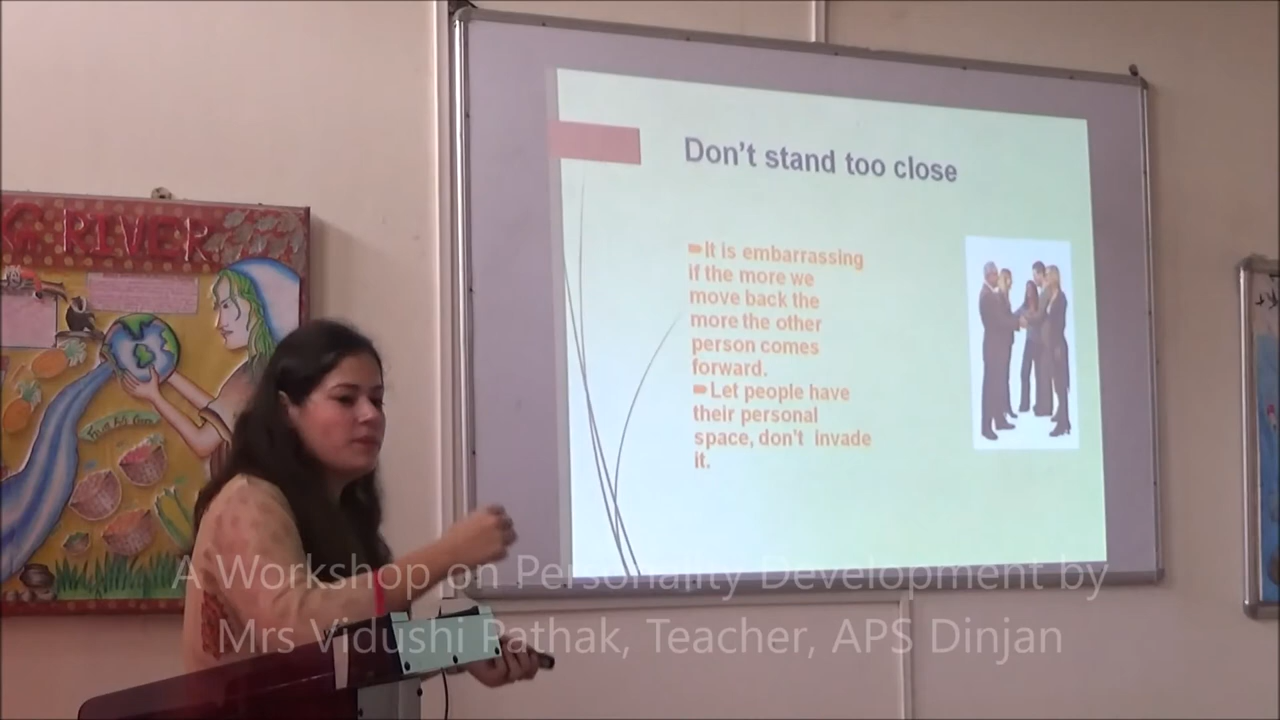 RIVER
Don't stand too close
It is embarrassing
if the more we
move back the
more the other
person comes
forward.
Let people have
their personal
space, don't invade
it.
A Workshop on Personality Development by
Mrs Vidushi Pathak, Teacher, APS Dinjan